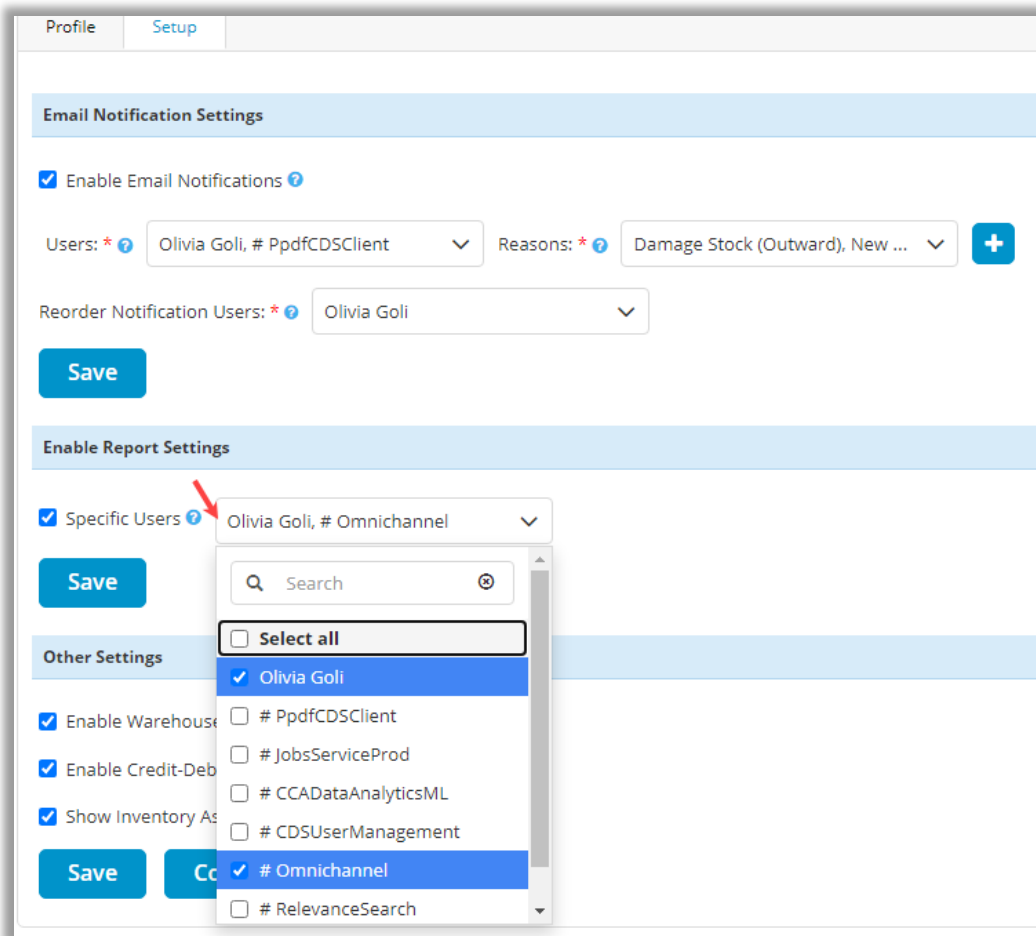 Profile Setup
Email Notification Settings
Enable Email Notifications
Users: * Olivia Goli, # PpdfCDSClient Reasons: * Damage Stock (Outward), New ...
Reorder Notification Users: * Olivia Goli
Save
Enable Report Settings
Specific Users Olivia Goli, # Omnichannel
Save
Search
Select all
Olivia Goli
# PpdfCDSClient
# JobsServiceProd
# CCADataAnalyticsML
# CDSUserManagement
# Omnichannel
# RelevanceSearch
Other Settings
Enable Warehouse
Enable Credit-Deb
Show Inventory As
Save Co